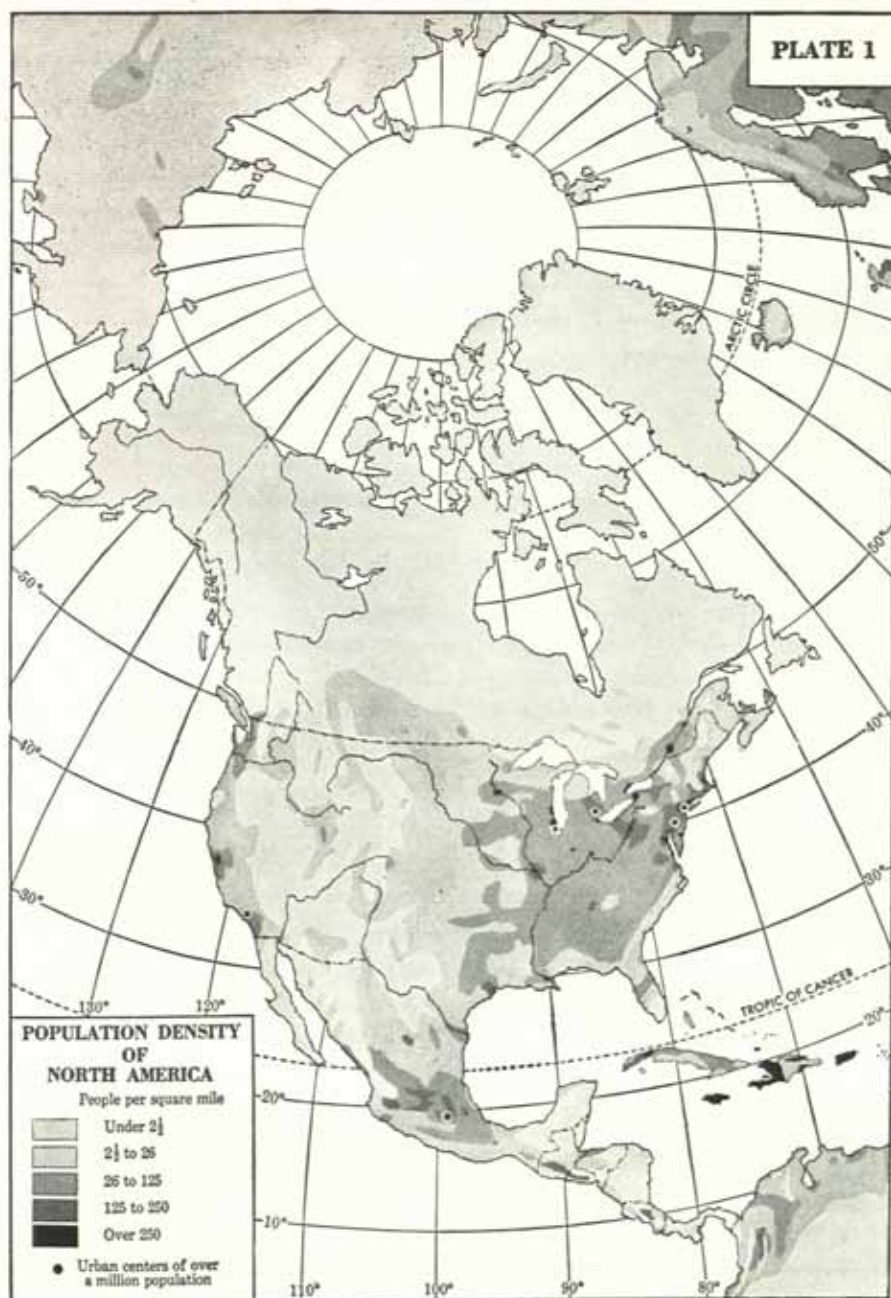 PLATE 1
ARCTIC CIRCLE
50°
50°
40°
40°
30°
30°
130°
120°
TROPIC OF CANCER
20°
20°
10°
110°
100°
90°
80°
POPULATION DENSITY
OF
NORTH AMERICA
People per square mile
Under 2½
2½ to 26
26 to 125
125 to 250
Over 250
Urban centers of over
a million population